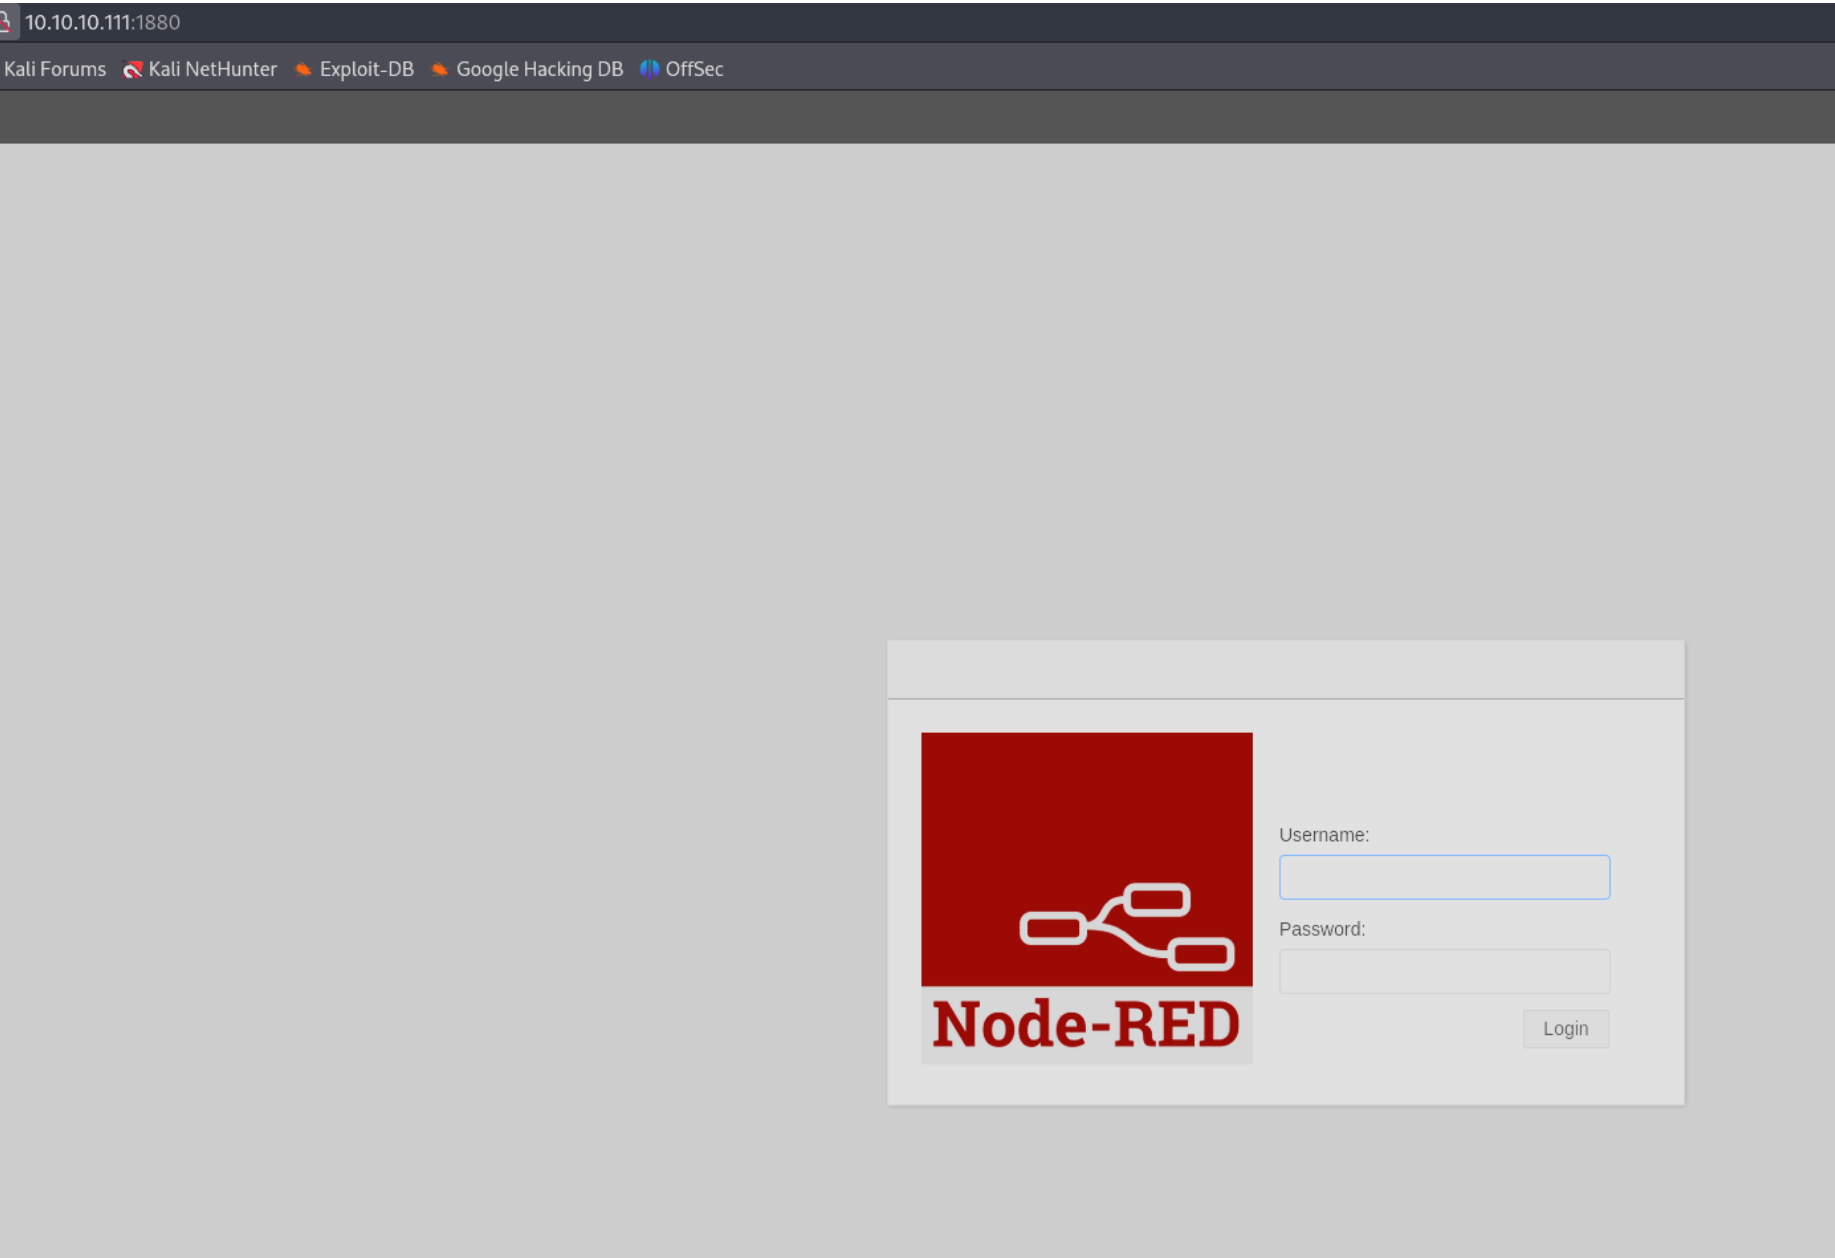 10.10.10.111:1880
Kali Forums Kali NetHunter Exploit-DB Google Hacking DB OffSec
Username:
Password:
Login
Node-RED